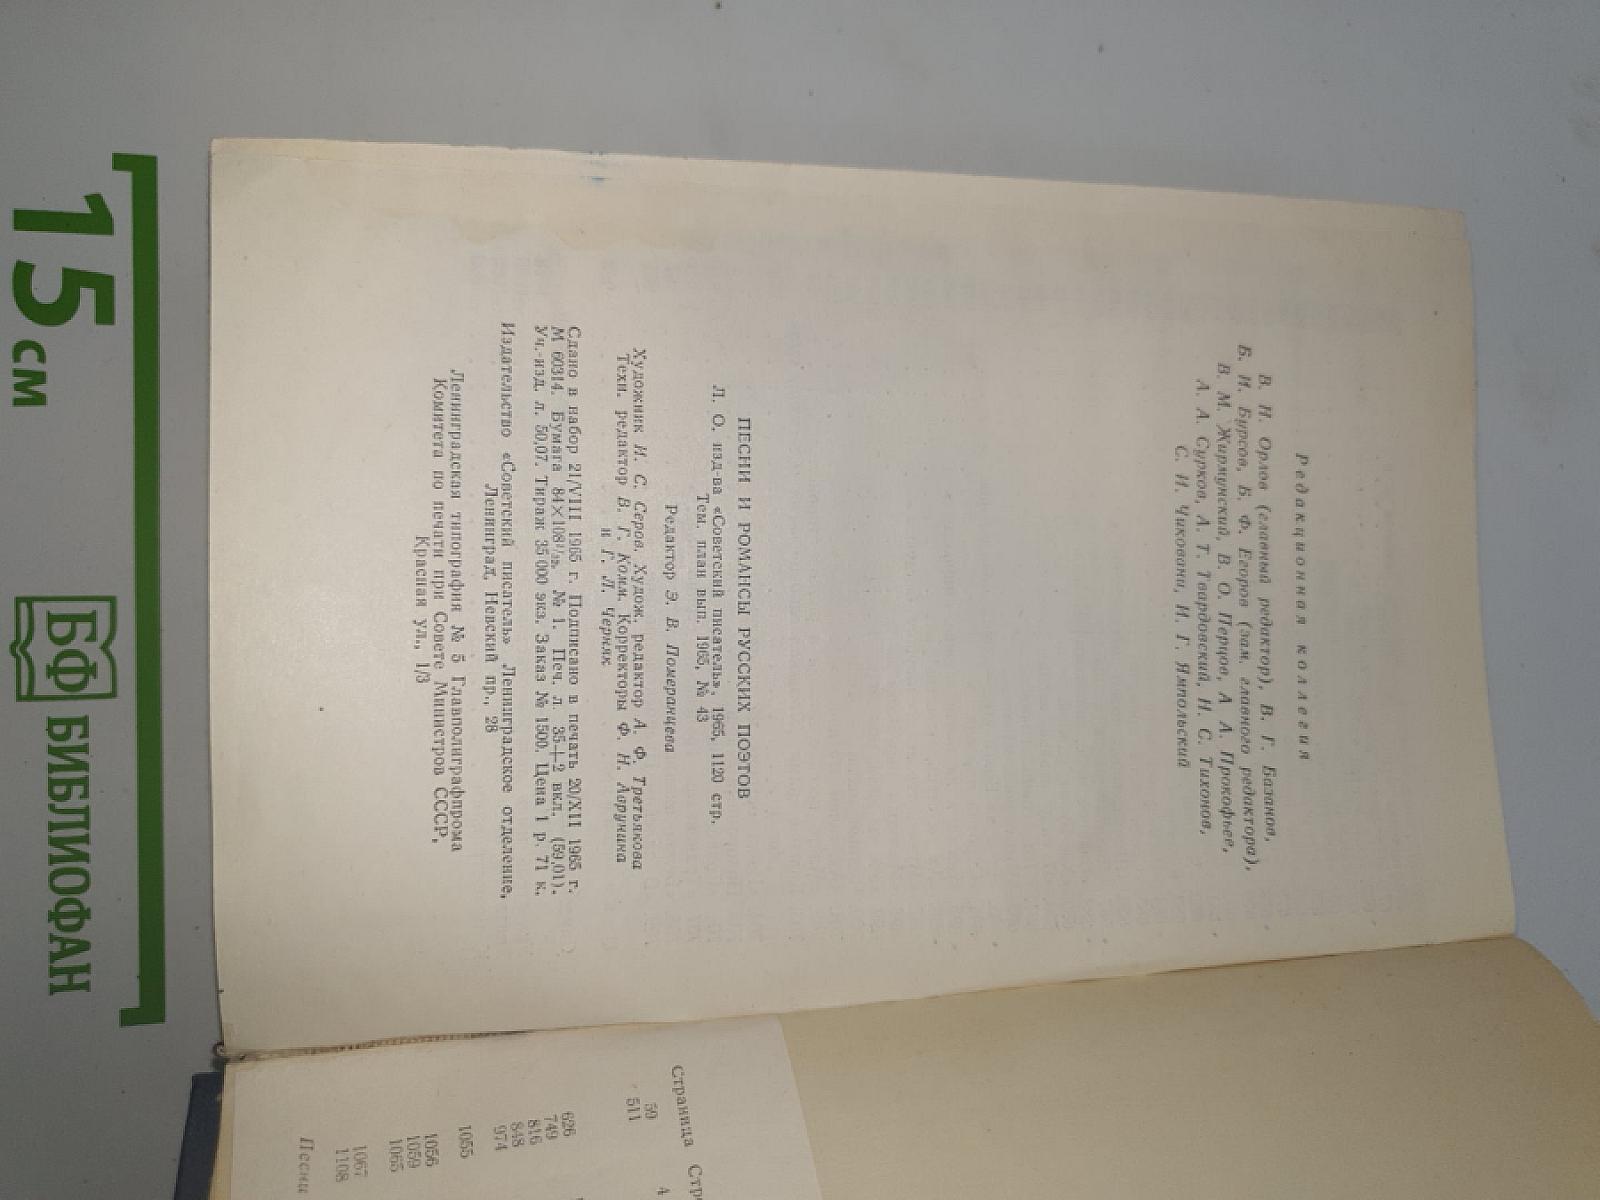 Редакционная коллегия
В. Н. Орлов (главный редактор), В. Г. Базанов,
Б. И. Бурсов, Б. Ф. Егоров (зам. главного редактора),
В. М. Жирмунский, В. О. Перцов, А. А. Прокофьев,
А. А. Сурков, А. Т. Твардовский, Н. С. Тихонов,
С. И. Чиковани, И. Г. Ямпольский
ПЕСНИ И РОМАНСЫ РУССКИХ ПОЭТОВ
Л. О. изд-ва «Советский писатель», 1965, 1120 стр.
Тем. план вып. 1965, № 43
Редактор Э. В. Померанцева
Художник И. С. Серов. Худож. редактор А. Ф. Третьякова
Техн. редактор В. Г. Комм. Корректоры Ф. Н. Аврунина
и Г. Л. Черняк
Сдано в набор 21/VIII 1965 г. Подписано в печать 20/XII 1965 г.
М 60314. Бумага 84×108¹/₃₂, № 1. Печ. л. 35+2 вкл. (59,01).
Уч.-изд. л. 50,07. Тираж 35 000 экз. Заказ № 1500. Цена 1 р. 71 к.
Издательство «Советский писатель» Ленинградское отделение,
Ленинград, Невский пр., 28
Ленинградская типография № 5 Главполиграфпрома
Комитета по печати при Совете Министров СССР,
Красная ул., 1/3
15 см
БФ БИБЛИОФАН
Страница Стро
59
511
626
749
816
848
974
1055
1056
1059
1065
1067
1108
Песни